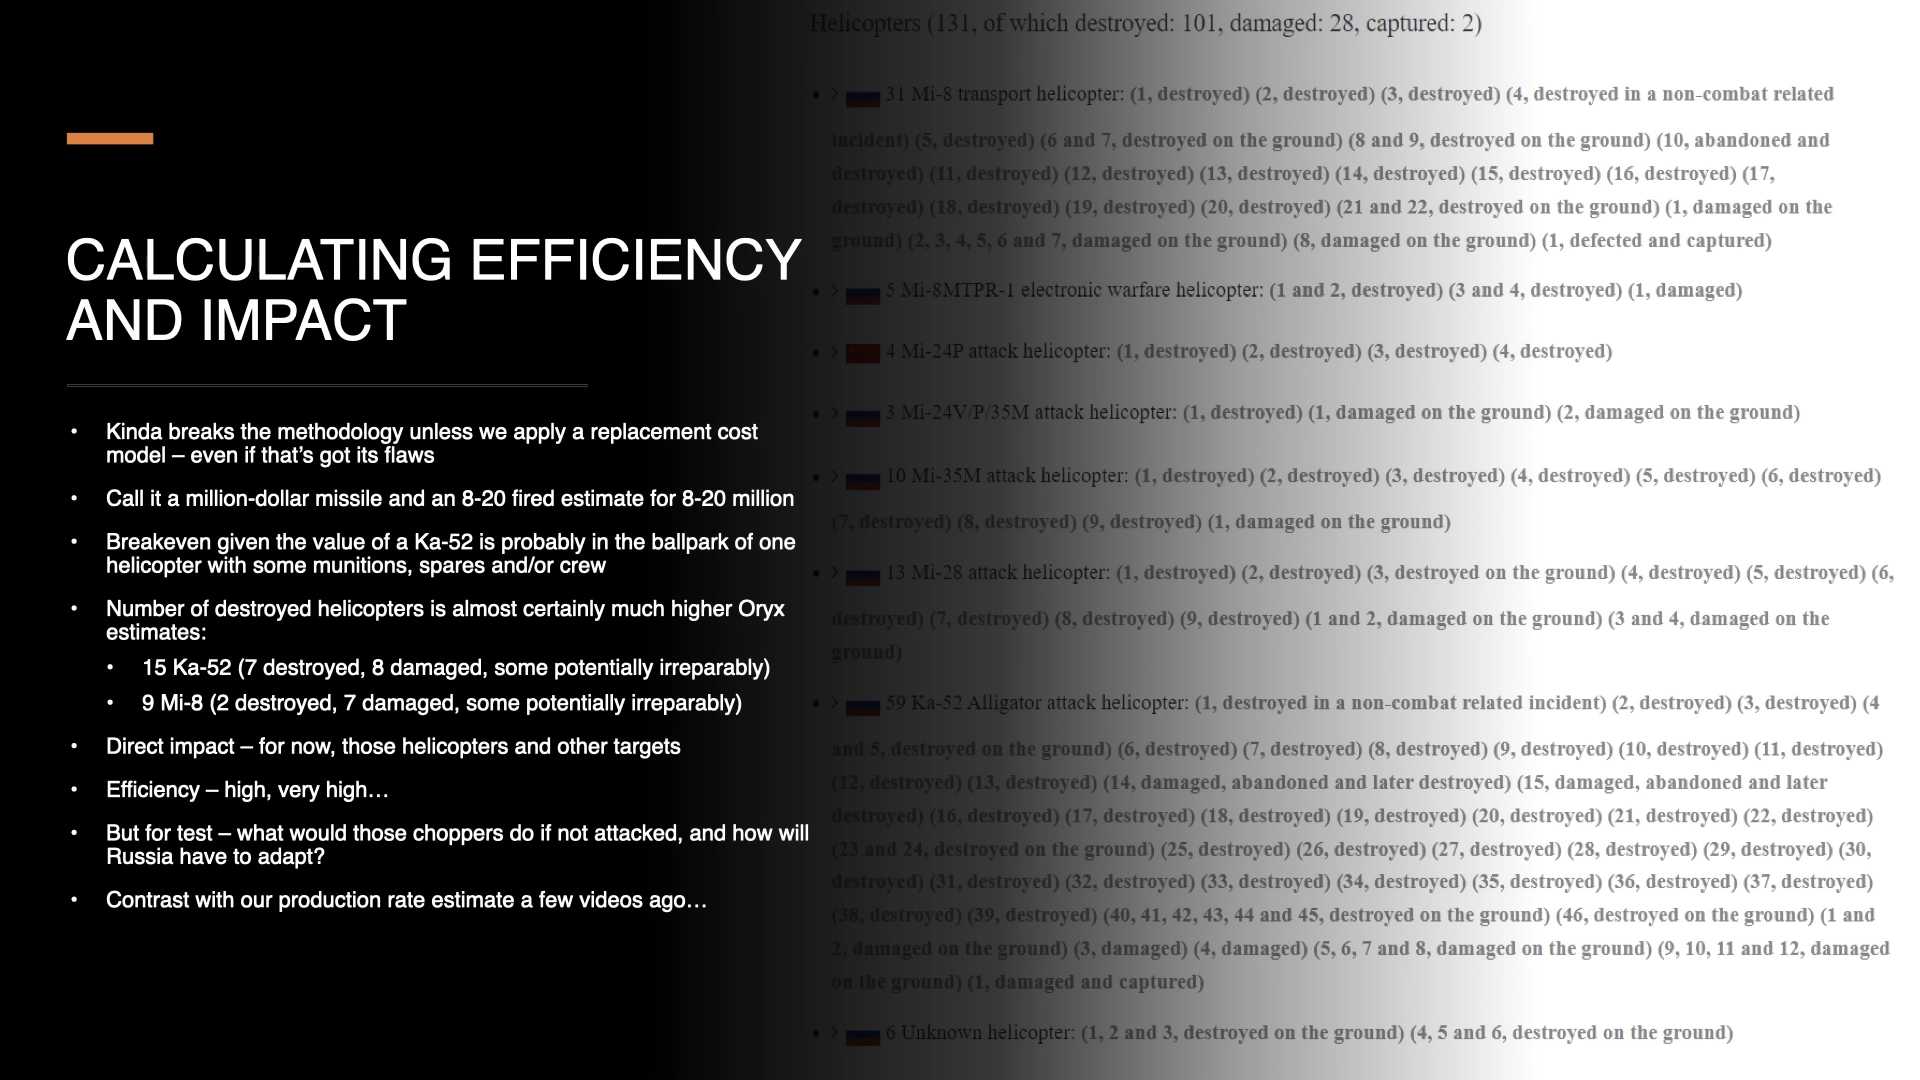 CALCULATING EFFICIENCY
AND IMPACT
• Kinda breaks the methodology unless we apply a replacement cost
model – even if that's got its flaws
• Call it a million-dollar missile and an 8-20 fired estimate for 8-20 million
• Breakeven given the value of a Ka-52 is probably in the ballpark of one
helicopter with some munitions, spares and/or crew
• Number of destroyed helicopters is almost certainly much higher Oryx
estimates:
• 15 Ka-52 (7 destroyed, 8 damaged, some potentially irreparably)
• 9 Mi-8 (2 destroyed, 7 damaged, some potentially irreparably)
• Direct impact – for now, those helicopters and other targets
• Efficiency – high, very high…
• But for test – what would those choppers do if not attacked, and how will
Russia have to adapt?
• Contrast with our production rate estimate a few videos ago…
Helicopters (131, of which destroyed: 101, damaged: 28, captured: 2)
• > 31 Mi-8 transport helicopter: (1, destroyed) (2, destroyed) (3, destroyed) (4, destroyed in a non-combat related
incident) (5, destroyed) (6 and 7, destroyed on the ground) (8 and 9, destroyed on the ground) (10, abandoned and
destroyed) (11, destroyed) (12, destroyed) (13, destroyed) (14, destroyed) (15, destroyed) (16, destroyed) (17,
destroyed) (18, destroyed) (19, destroyed) (20, destroyed) (21 and 22, destroyed on the ground) (1, damaged on the
ground) (2, 3, 4, 5, 6 and 7, damaged on the ground) (8, damaged on the ground) (1, defected and captured)
• > 5 Mi-8MTPR-1 electronic warfare helicopter: (1 and 2, destroyed) (3 and 4, destroyed) (1, damaged)
• > 4 Mi-24P attack helicopter: (1, destroyed) (2, destroyed) (3, destroyed) (4, destroyed)
• > 3 Mi-24V/P/35M attack helicopter: (1, destroyed) (1, damaged on the ground) (2, damaged on the ground)
• > 10 Mi-35M attack helicopter: (1, destroyed) (2, destroyed) (3, destroyed) (4, destroyed) (5, destroyed) (6, destroyed)
(7, destroyed) (8, destroyed) (9, destroyed) (1, damaged on the ground)
• > 13 Mi-28 attack helicopter: (1, destroyed) (2, destroyed) (3, destroyed on the ground) (4, destroyed) (5, destroyed) (6,
destroyed) (7, destroyed) (8, destroyed) (9, destroyed) (1 and 2, damaged on the ground) (3 and 4, damaged on the
ground)
• > 59 Ka-52 Alligator attack helicopter: (1, destroyed in a non-combat related incident) (2, destroyed) (3, destroyed) (4
and 5, destroyed on the ground) (6, destroyed) (7, destroyed) (8, destroyed) (9, destroyed) (10, destroyed) (11, destroyed)
(12, destroyed) (13, destroyed) (14, damaged, abandoned and later destroyed) (15, damaged, abandoned and later
destroyed) (16, destroyed) (17, destroyed) (18, destroyed) (19, destroyed) (20, destroyed) (21, destroyed) (22, destroyed)
(23 and 24, destroyed on the ground) (25, destroyed) (26, destroyed) (27, destroyed) (28, destroyed) (29, destroyed) (30,
destroyed) (31, destroyed) (32, destroyed) (33, destroyed) (34, destroyed) (35, destroyed) (36, destroyed) (37, destroyed)
(38, destroyed) (39, destroyed) (40, 41, 42, 43, 44 and 45, destroyed on the ground) (46, destroyed on the ground) (1 and
2, damaged on the ground) (3, damaged) (4, damaged) (5, 6, 7 and 8, damaged on the ground) (9, 10, 11 and 12, damaged
on the ground) (1, damaged and captured)
• > 6 Unknown helicopter: (1, 2 and 3, destroyed on the ground) (4, 5 and 6, destroyed on the ground)